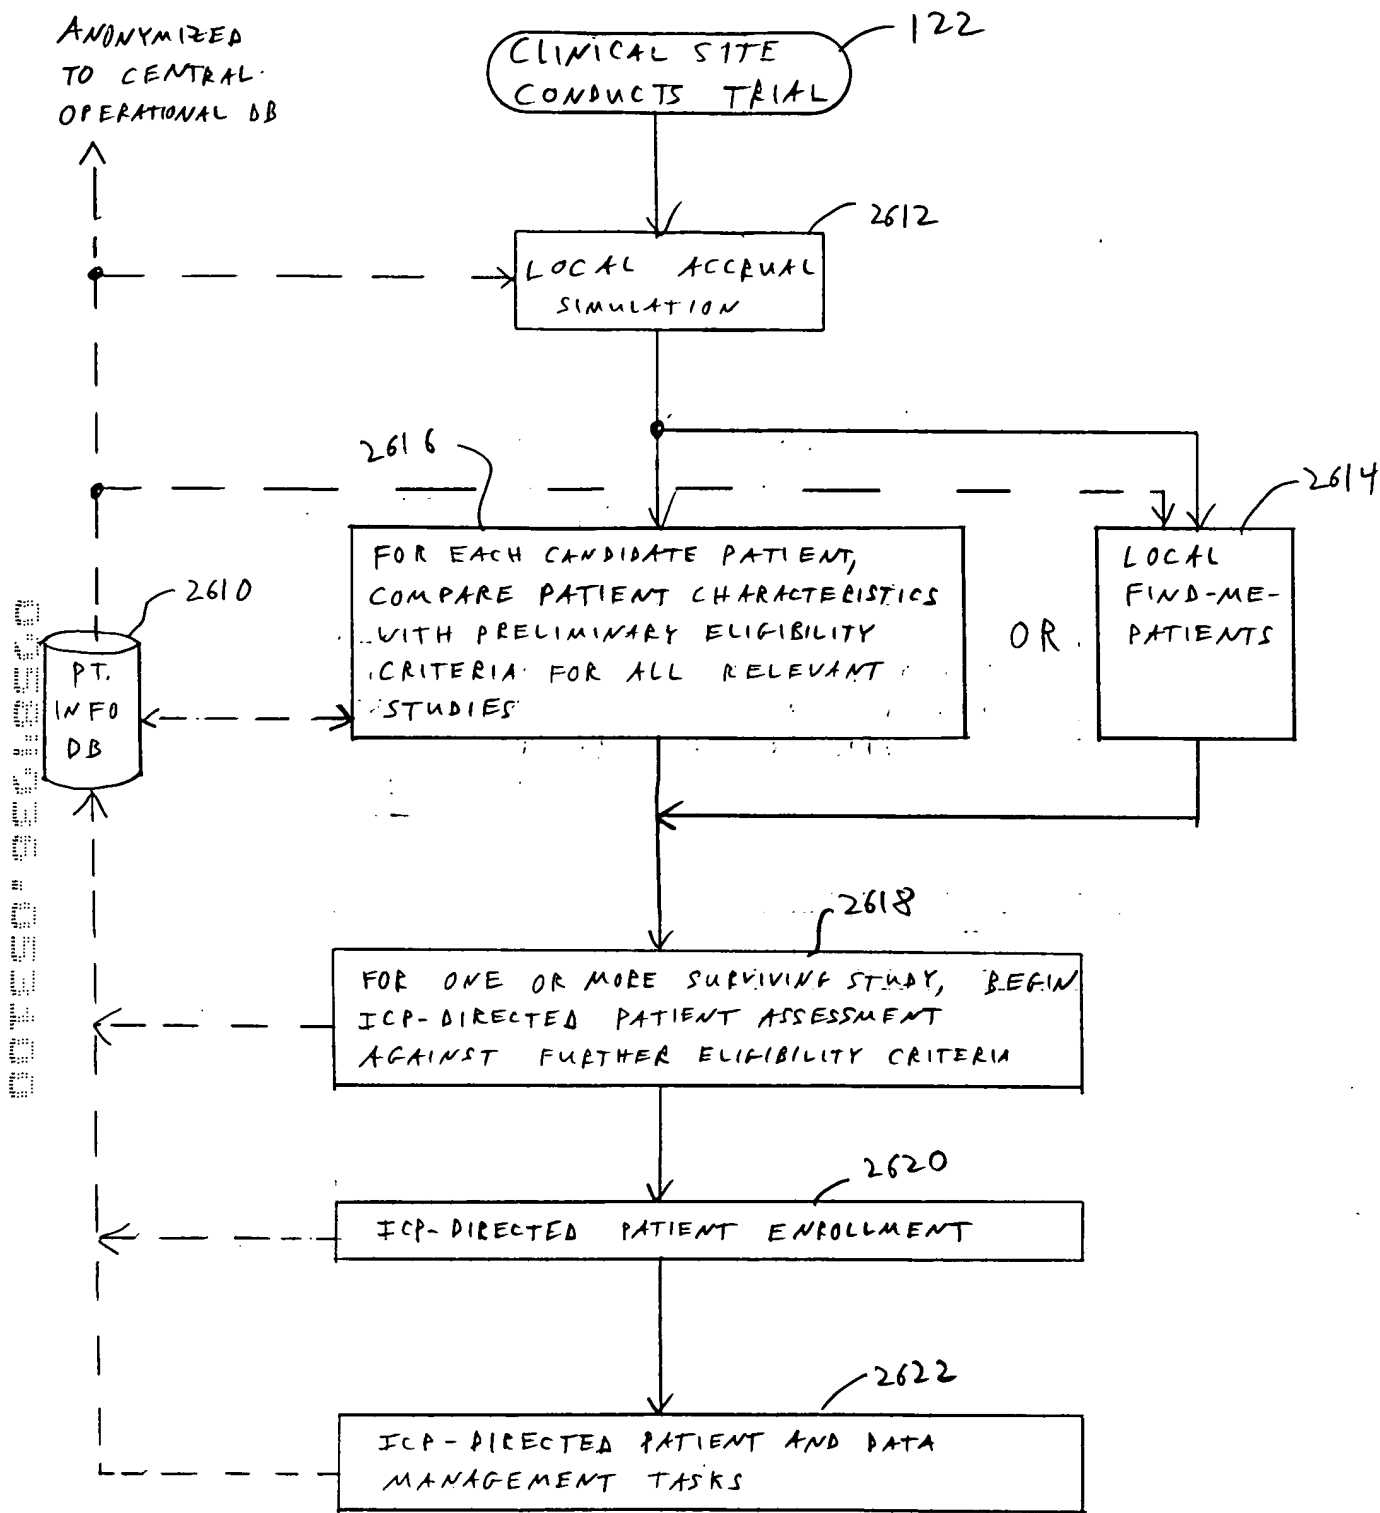 ANONYMIZED
TO CENTRAL
OPERATIONAL DB
CLINICAL SITE
CONDUCTS TRIAL
122
2612
LOCAL ACCRUAL
SIMULATION
2616
2614
FOR EACH CANDIDATE PATIENT,
COMPARE PATIENT CHARACTERISTICS
WITH PRELIMINARY ELIGIBILITY
CRITERIA FOR ALL RELEVANT
STUDIES
OR
LOCAL
FIND-ME-
PATIENTS
2610
PT.
INFO
DB
2618
FOR ONE OR MORE SURVIVING STUDY, BEGIN
ICP-DIRECTED PATIENT ASSESSMENT
AGAINST FURTHER ELIGIBILITY CRITERIA
2620
ICP-DIRECTED PATIENT ENROLLMENT
2622
ICP-DIRECTED PATIENT AND DATA
MANAGEMENT TASKS